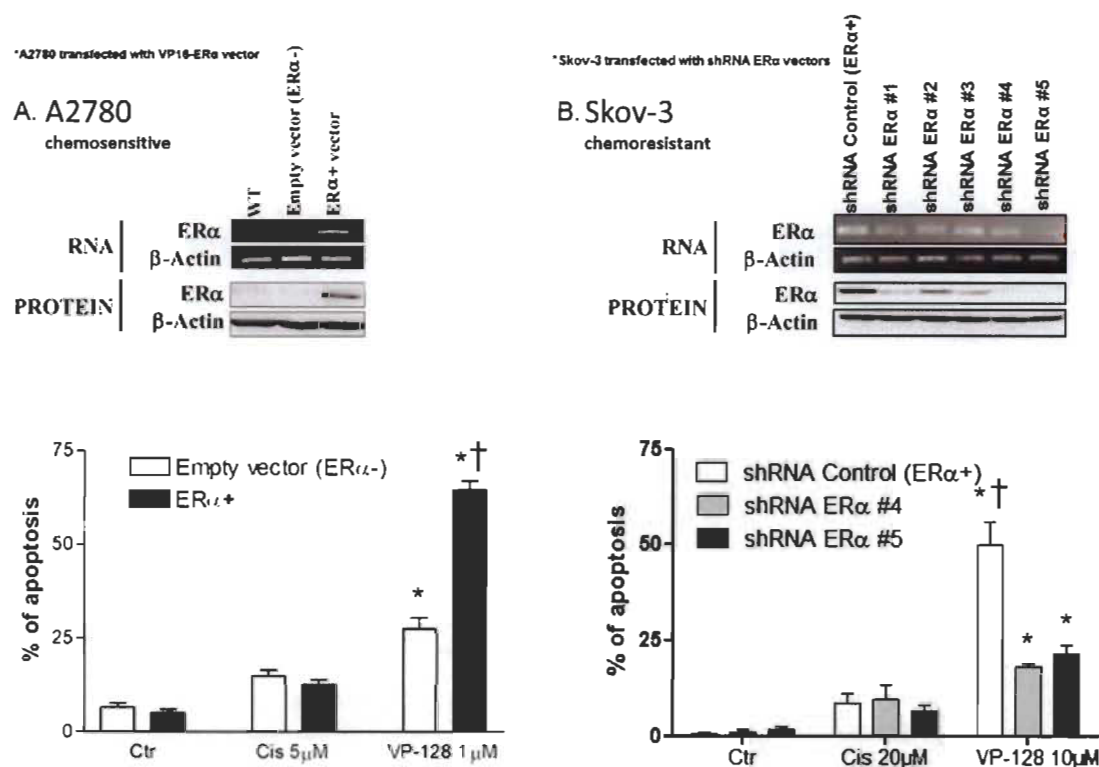 *A2780 transfected with VP16-ERα vector
A. A2780
chemosensitive
WT
Empty vector (ERα-)
ERα+ vector
RNA
ERα
β-Actin
PROTEIN
ERα
β-Actin
*Skov-3 transfected with shRNA ERα vectors
B. Skov-3
chemoresistant
shRNA Control (ERα+)
shRNA ERα #1
shRNA ERα #2
shRNA ERα #3
shRNA ERα #4
shRNA ERα #5
RNA
ERα
β-Actin
PROTEIN
ERα
β-Actin
% of apoptosis
75
50
25
0
Empty vector (ERα-)
ERα+
*
*†
Ctr
Cis 5μM
VP-128 1μM
% of apoptosis
75
50
25
0
shRNA Control (ERα+)
shRNA ERα #4
shRNA ERα #5
*†
*
*
Ctr
Cis 20μM
VP-128 10μM